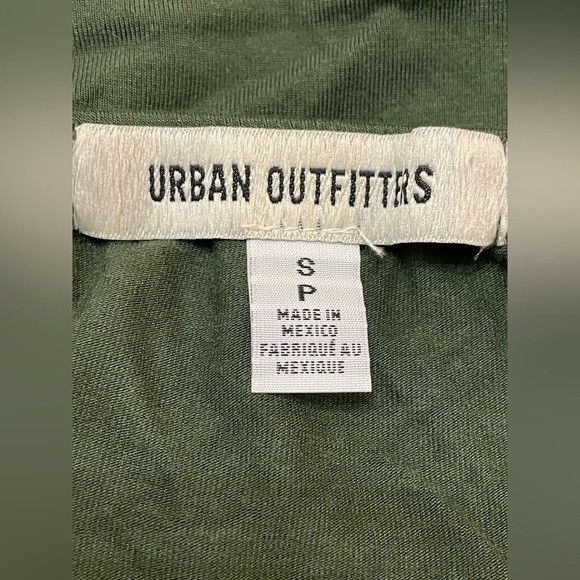 URBAN OUTFITTERS
S
P
MADE IN
MEXICO
FABRIQUÉ AU
MEXIQUE